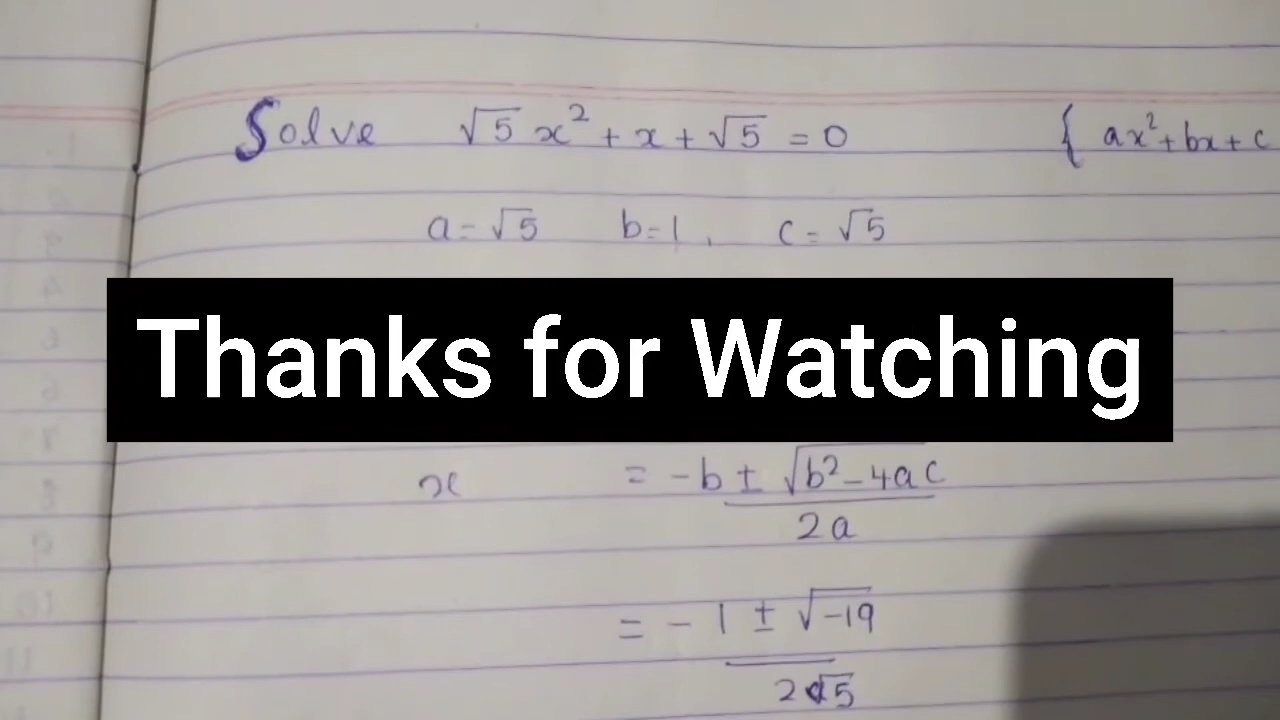 Solve √5 x² + x + √5 = 0 { ax² + bx + c
a = √5 b = 1, c = √5
Thanks for Watching
x = -b ± √b² - 4ac
2a
= - 1 ± √-19
2√5